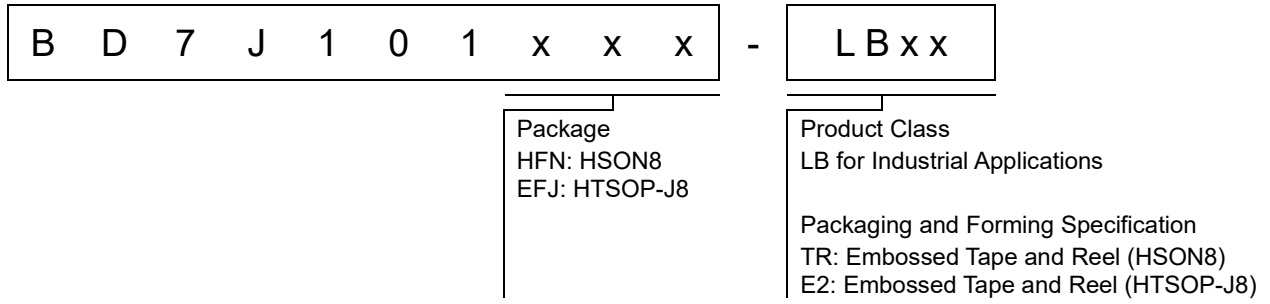 B D 7 J 1 0 1 x x x - L B x x
Package
HFN: HSON8
EFJ: HTSOP-J8
Product Class
LB for Industrial Applications
Packaging and Forming Specification
TR: Embossed Tape and Reel (HSON8)
E2: Embossed Tape and Reel (HTSOP-J8)